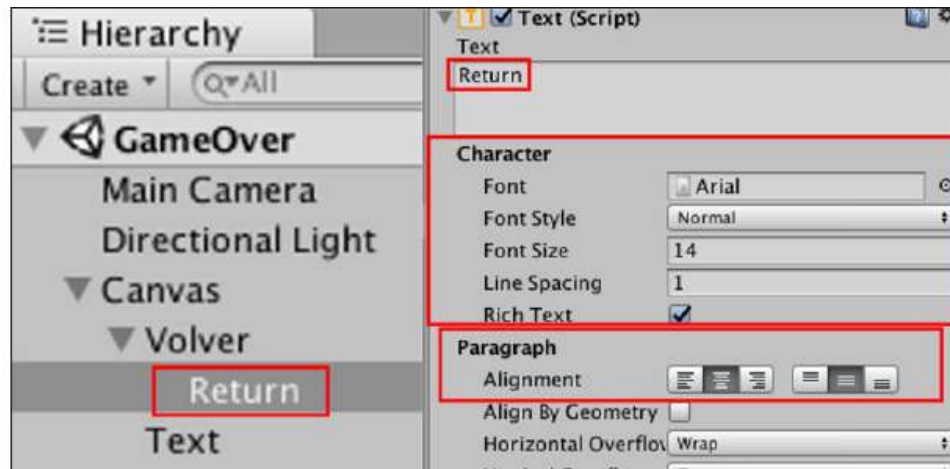 Hierarchy
Create
All
GameOver
Main Camera
Directional Light
Canvas
Volver
Return
Text
Text (Script)
Text
Return
Character
Font Arial
Font Style Normal
Font Size 14
Line Spacing 1
Rich Text
Paragraph
Alignment
Align By Geometry
Horizontal Overflov Wrap